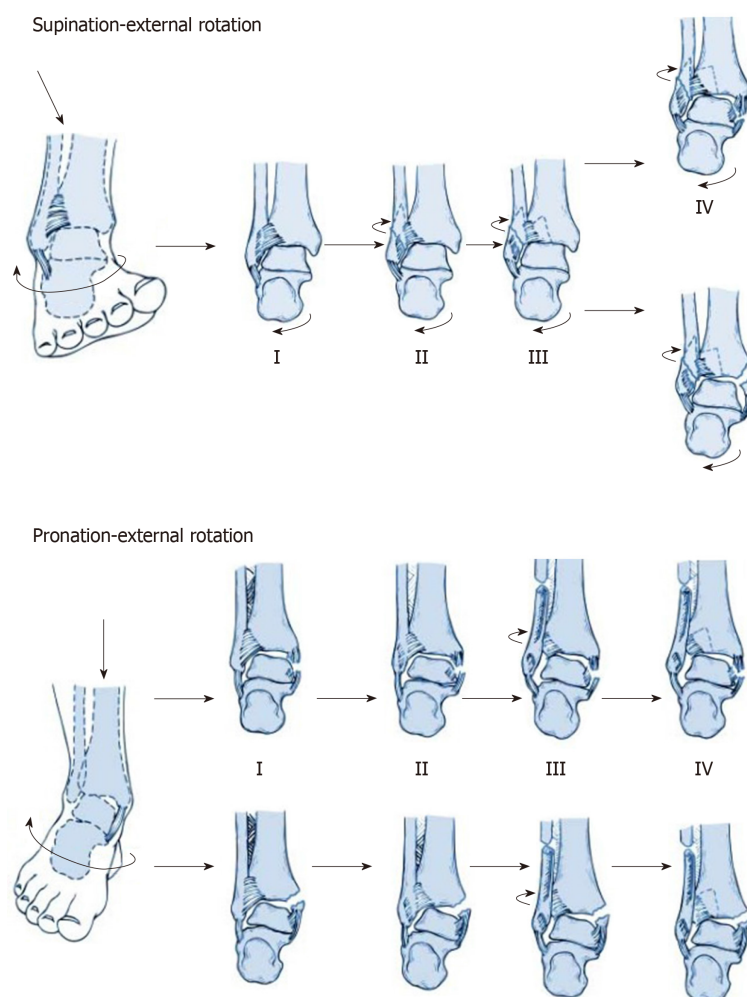 Supination-external rotation
IV
I
II
III
Pronation-external rotation
I
II
III
IV